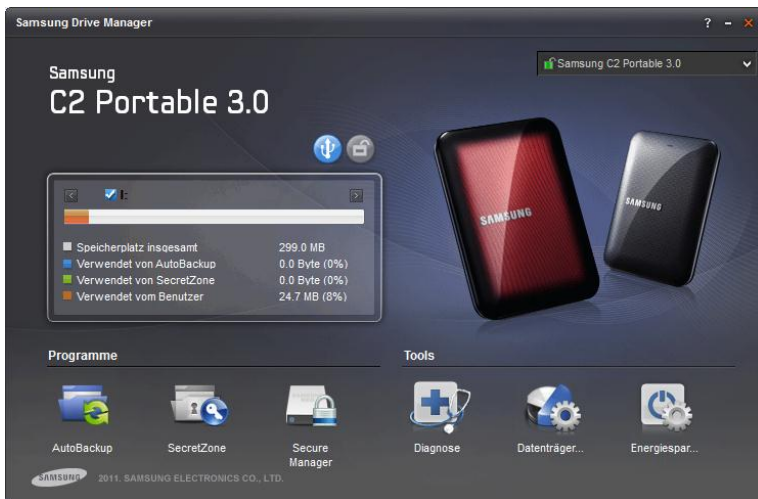 Samsung Drive Manager
Samsung C2 Portable 3.0
Samsung
C2 Portable 3.0
SAMSUNG
SAMSUNG
I:
Speicherplatz insgesamt 299.0 MB
Verwendet von AutoBackup 0.0 Byte (0%)
Verwendet von SecretZone 0.0 Byte (0%)
Verwendet vom Benutzer 24.7 MB (8%)
Programme
Tools
AutoBackup
SecretZone
Secure
Manager
Diagnose
Datenträger...
Energiespar...
SAMSUNG 2011. SAMSUNG ELECTRONICS CO., LTD.